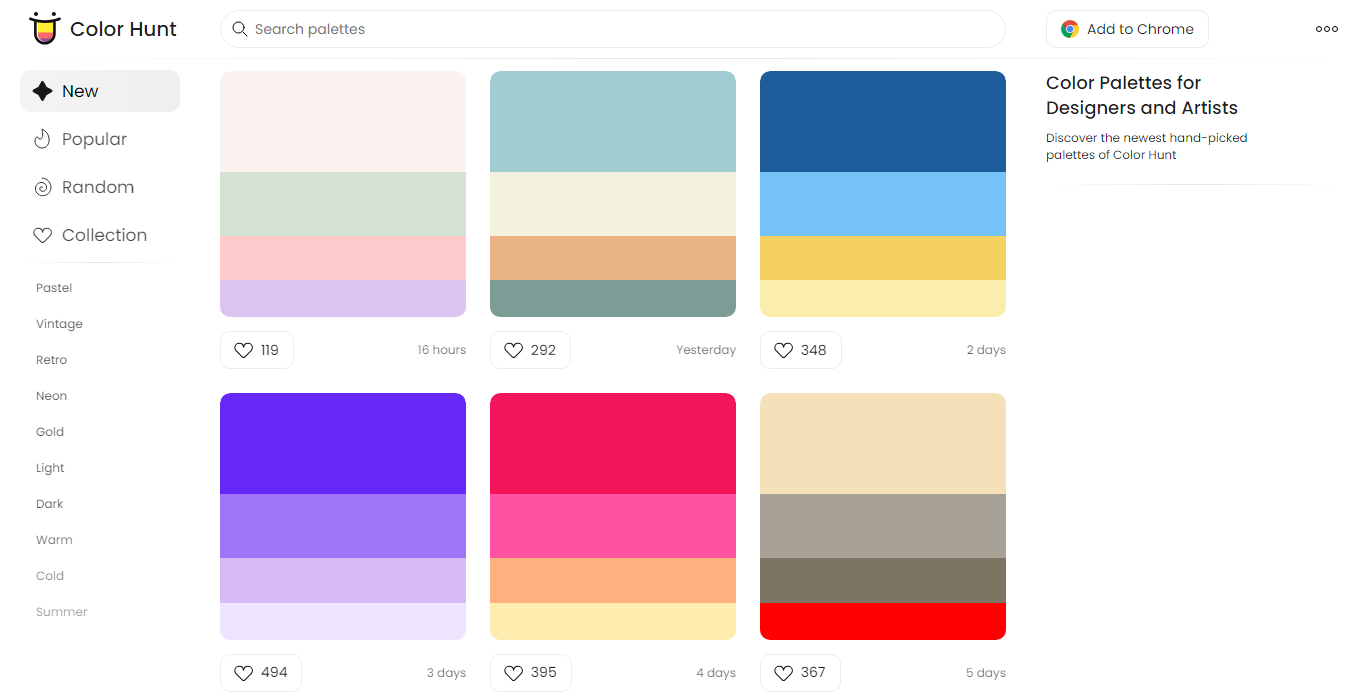 Color Hunt
Search palettes
Add to Chrome
New
Popular
Random
Collection
Pastel
Vintage
Retro
Neon
Gold
Light
Dark
Warm
Cold
Summer
119
16 hours
292
Yesterday
348
2 days
494
3 days
395
4 days
367
5 days
Color Palettes for
Designers and Artists
Discover the newest hand-picked
palettes of Color Hunt